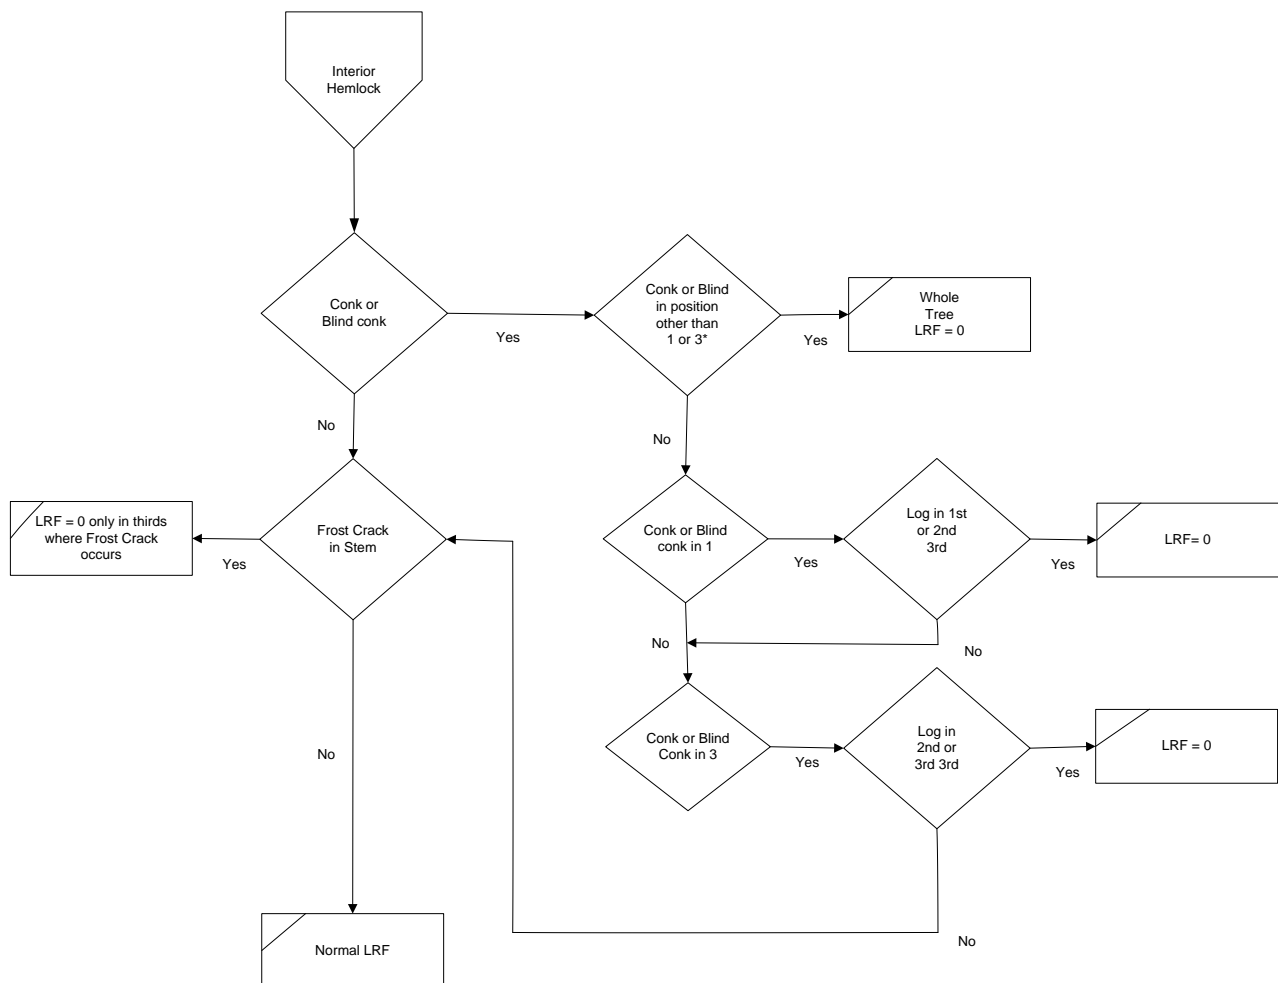 Interior
Hemlock
Conk or
Blind conk
Yes
Conk or Blind
in position
other than
1 or 3*
Yes
Whole
Tree
LRF = 0
No
No
LRF = 0 only in thirds
where Frost Crack
occurs
Yes
Frost Crack
in Stem
Conk or Blind
conk in 1
Yes
Log in 1st
or 2nd
3rd
Yes
LRF= 0
No
No
No
Conk or Blind
Conk in 3
Yes
Log in
2nd or
3rd 3rd
Yes
LRF = 0
No
Normal LRF